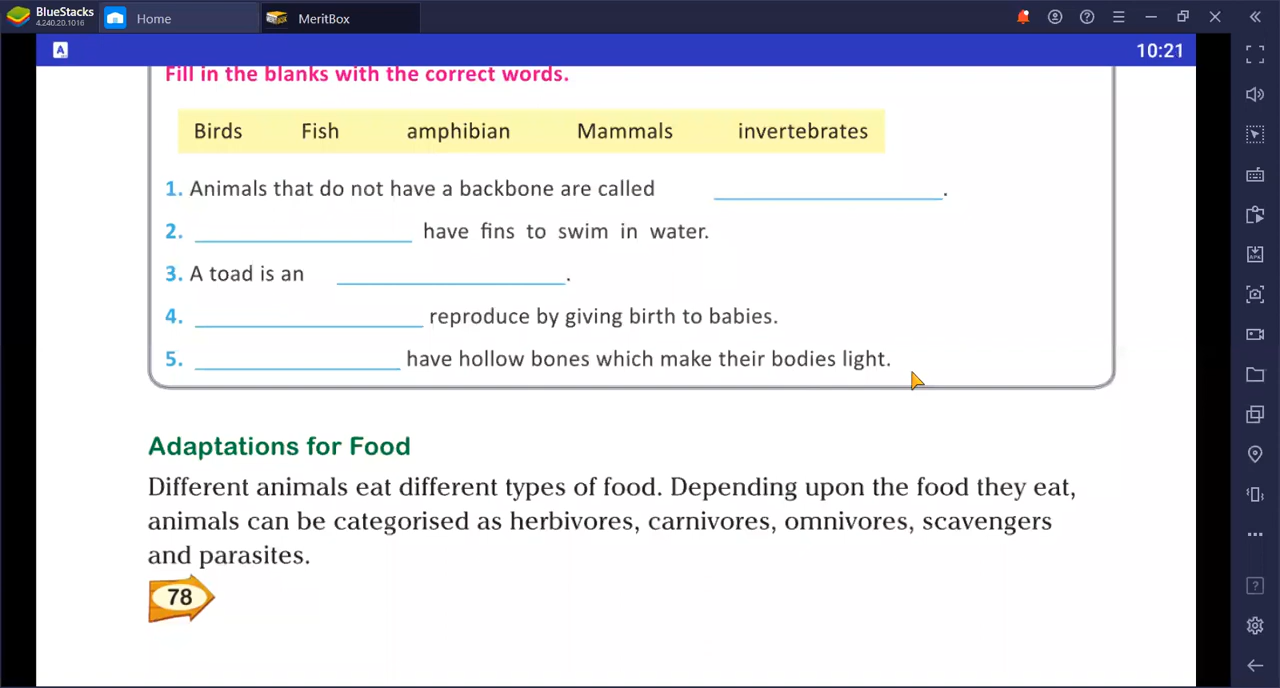 BlueStacks
4.240.20.1016
Home
MeritBox
A
10:21
Fill in the blanks with the correct words.
Birds Fish amphibian Mammals invertebrates
1. Animals that do not have a backbone are called ____________.
2. ____________ have fins to swim in water.
3. A toad is an ____________.
4. ____________ reproduce by giving birth to babies.
5. ____________ have hollow bones which make their bodies light.
Adaptations for Food
Different animals eat different types of food. Depending upon the food they eat,
animals can be categorised as herbivores, carnivores, omnivores, scavengers
and parasites.
78